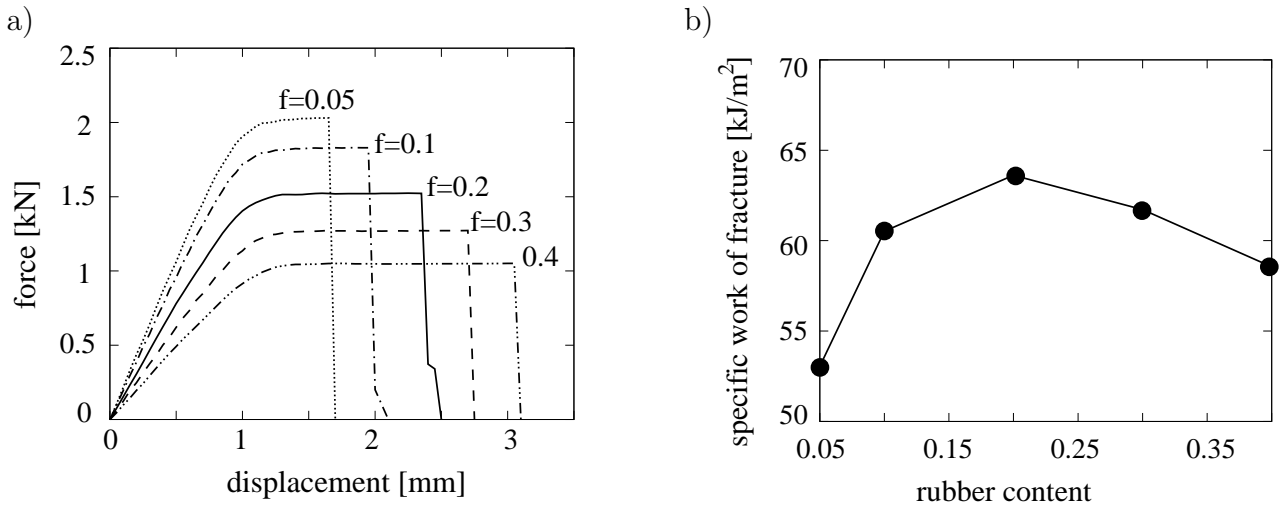 a)
2.5
2
1.5
1
0.5
0
0
1
2
3
f=0.05
f=0.1
f=0.2
f=0.3
0.4
force [kN]
displacement [mm]
b)
70
65
60
55
50
0.05
0.15
0.25
0.35
specific work of fracture [kJ/m²]
rubber content